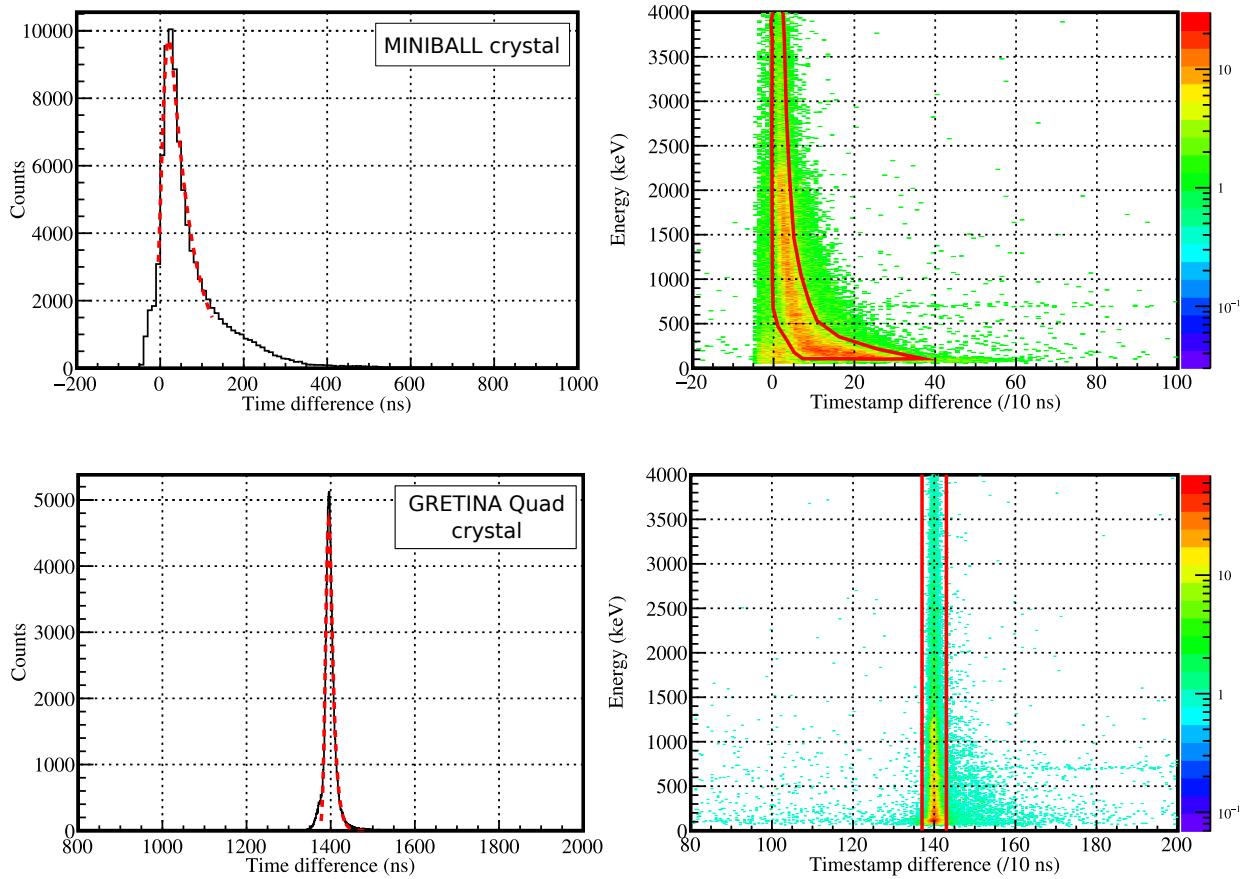 10000
8000
6000
4000
2000
0
Counts
MINIBALL crystal
−200 0 200 400 600 800 1000
Time difference (ns)
4000
3500
3000
2500
2000
1500
1000
500
0
Energy (keV)
−20 0 20 40 60 80 100
Timestamp difference (/10 ns)
10
1
10⁻¹
5000
4000
3000
2000
1000
0
Counts
GRETINA Quad
crystal
800 1000 1200 1400 1600 1800 2000
Time difference (ns)
4000
3500
3000
2500
2000
1500
1000
500
0
Energy (keV)
80 100 120 140 160 180 200
Timestamp difference (/10 ns)
10
1
10⁻¹